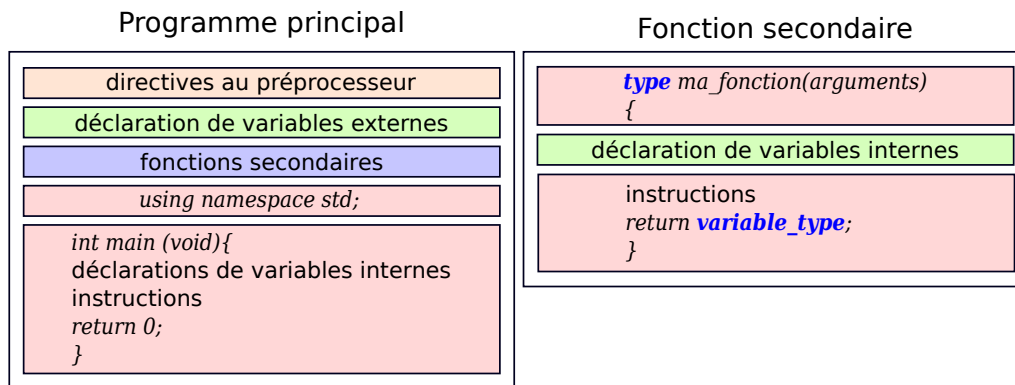 Programme principal
directives au préprocesseur
déclaration de variables externes
fonctions secondaires
using namespace std;
int main (void){
déclarations de variables internes
instructions
return 0;
}
Fonction secondaire
type ma_fonction(arguments)
{
déclaration de variables internes
instructions
return variable_type;
}